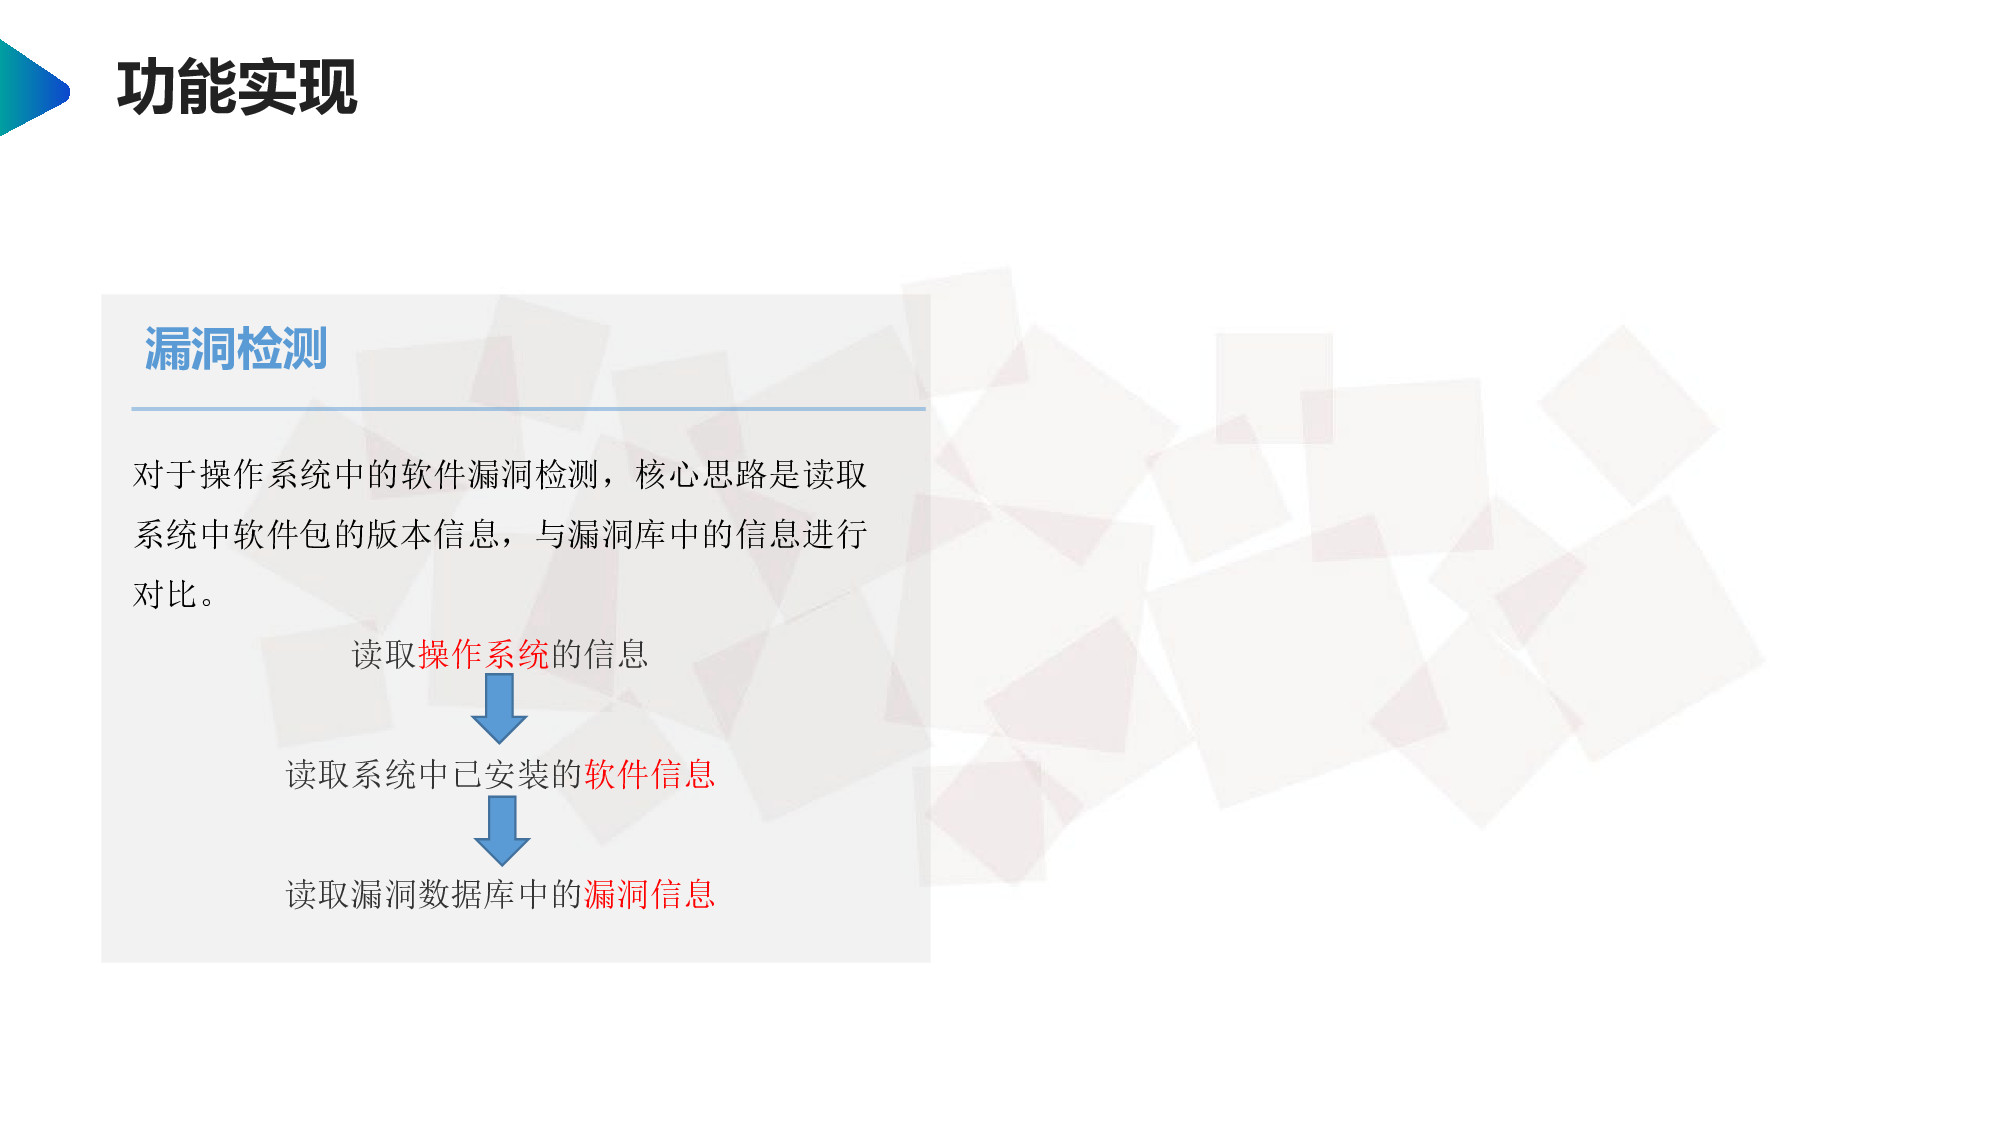 功能实现
漏洞检测
对于操作系统中的软件漏洞检测，核心思路是读取
系统中软件包的版本信息，与漏洞库中的信息进行
对比。
读取操作系统的信息
读取系统中已安装的软件信息
读取漏洞数据库中的漏洞信息